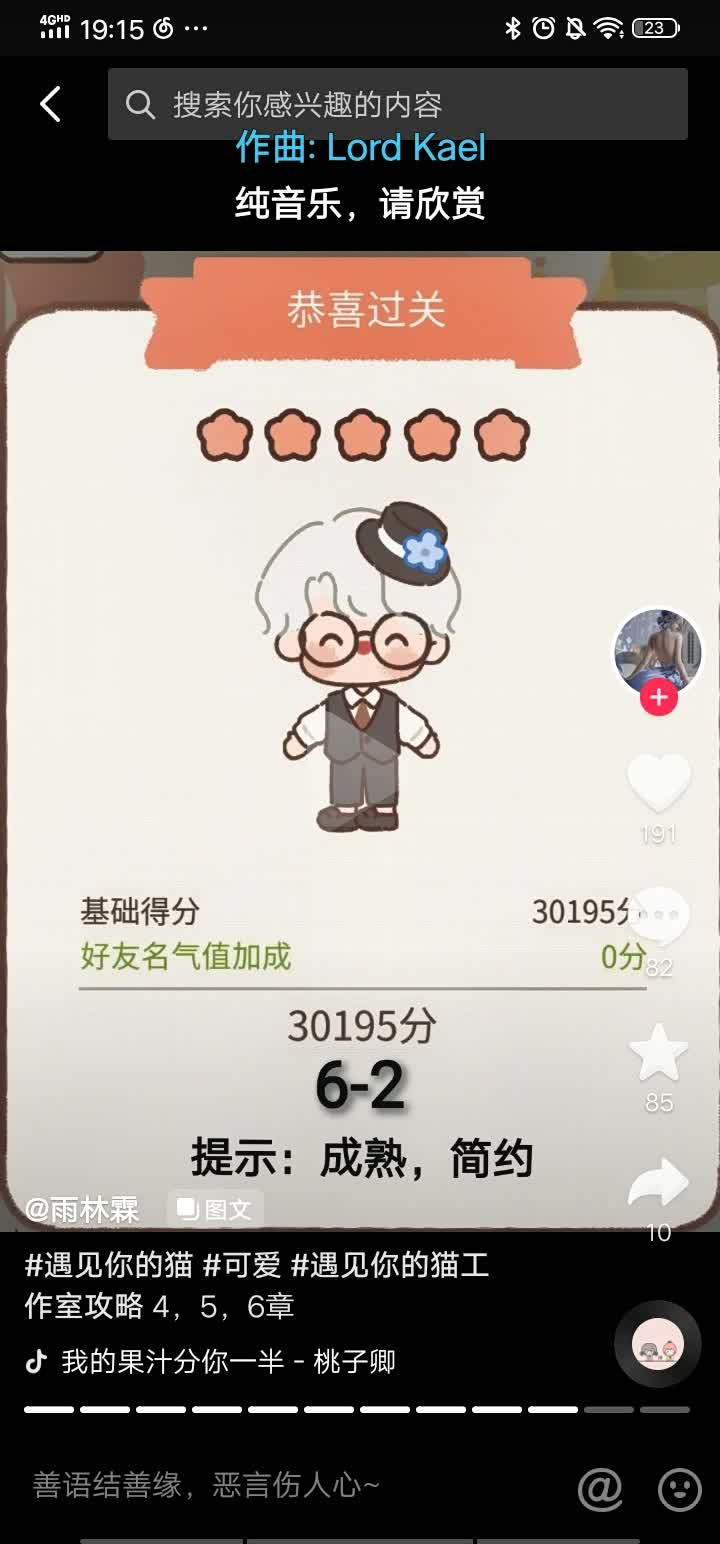 4GHD 19:15 23
搜索你感兴趣的内容
作曲: Lord Kael
纯音乐，请欣赏
恭喜过关
基础得分 30195分
好友名气值加成 0分
30195分
6-2
提示：成熟，简约
191
82
85
10
@雨林霖 图文
#遇见你的猫 #可爱 #遇见你的猫工
作室攻略 4，5，6章
我的果汁分你一半 - 桃子卿
善语结善缘，恶言伤人心~
@